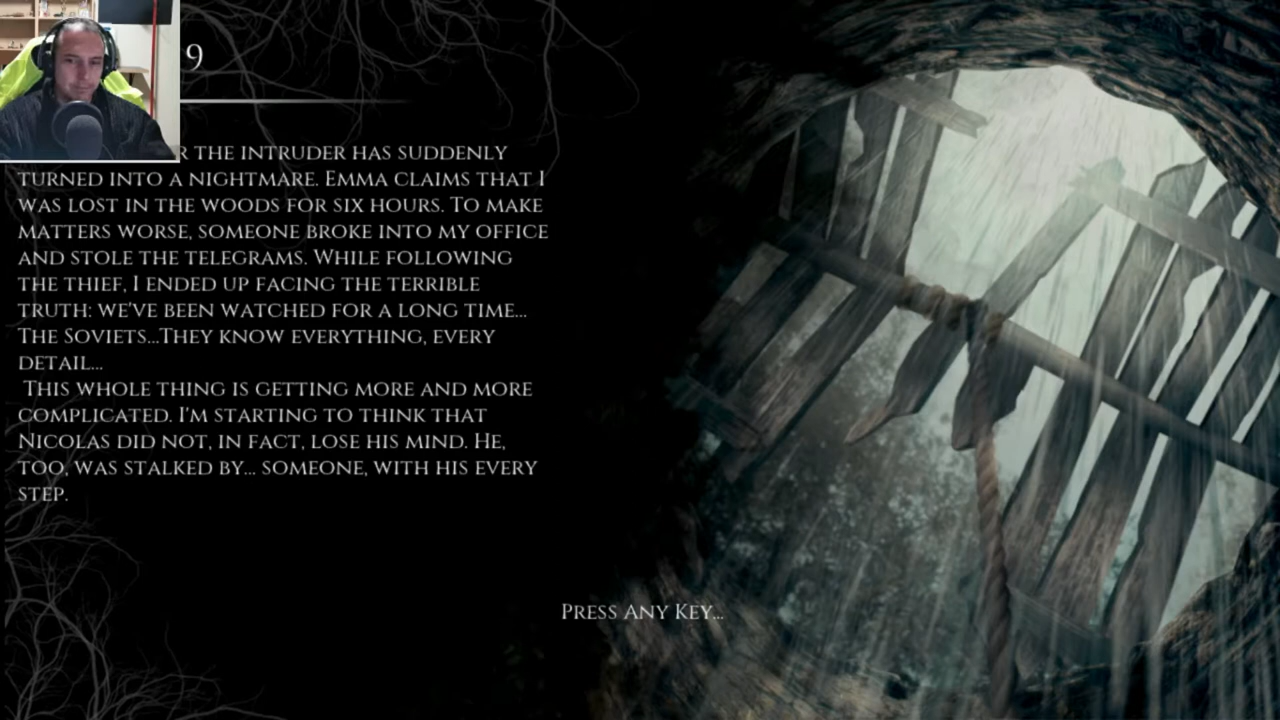 9
R THE INTRUDER HAS SUDDENLY
TURNED INTO A NIGHTMARE. EMMA CLAIMS THAT I
WAS LOST IN THE WOODS FOR SIX HOURS. TO MAKE
MATTERS WORSE, SOMEONE BROKE INTO MY OFFICE
AND STOLE THE TELEGRAMS. WHILE FOLLOWING
THE THIEF, I ENDED UP FACING THE TERRIBLE
TRUTH: WE'VE BEEN WATCHED FOR A LONG TIME...
THE SOVIETS...THEY KNOW EVERYTHING, EVERY
DETAIL...
THIS WHOLE THING IS GETTING MORE AND MORE
COMPLICATED. I'M STARTING TO THINK THAT
NICOLAS DID NOT, IN FACT, LOSE HIS MIND. HE,
TOO, WAS STALKED BY... SOMEONE, WITH HIS EVERY
STEP.
PRESS ANY KEY...